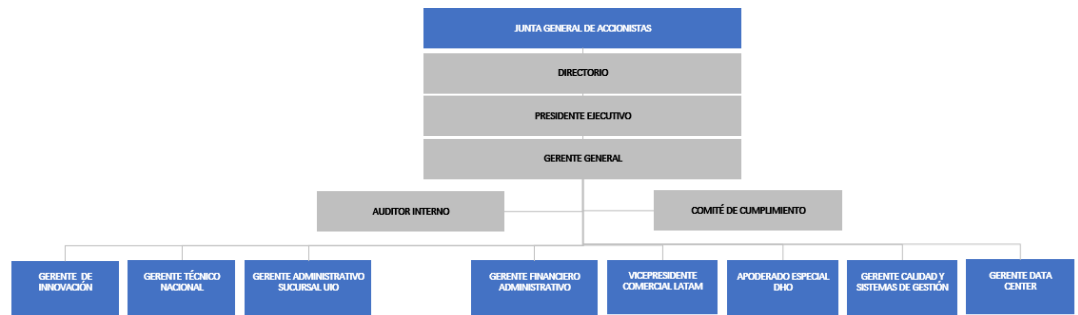 JUNTA GENERAL DE ACCIONISTAS
DIRECTORIO
PRESIDENTE EJECUTIVO
GERENTE GENERAL
AUDITOR INTERNO
COMITÉ DE CUMPLIMIENTO
GERENTE DE
INNOVACIÓN
GERENTE TÉCNICO
NACIONAL
GERENTE ADMINISTRATIVO
SUCURSAL UIO
GERENTE FINANCIERO
ADMINISTRATIVO
VICEPRESIDENTE
COMERCIAL LATAM
APODERADO ESPECIAL
DHO
GERENTE CALIDAD Y
SISTEMAS DE GESTIÓN
GERENTE DATA
CENTER